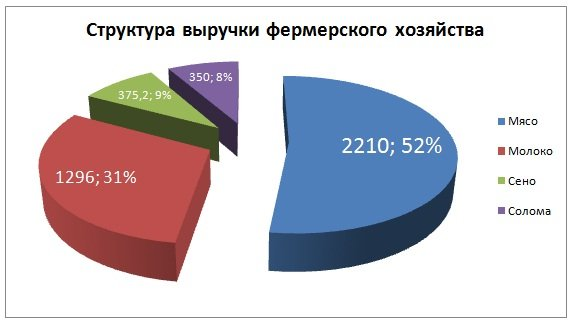 Структура выручки фермерского хозяйства
350; 8%
375,2; 9%
2210; 52%
1296; 31%
Мясо
Молоко
Сено
Солома